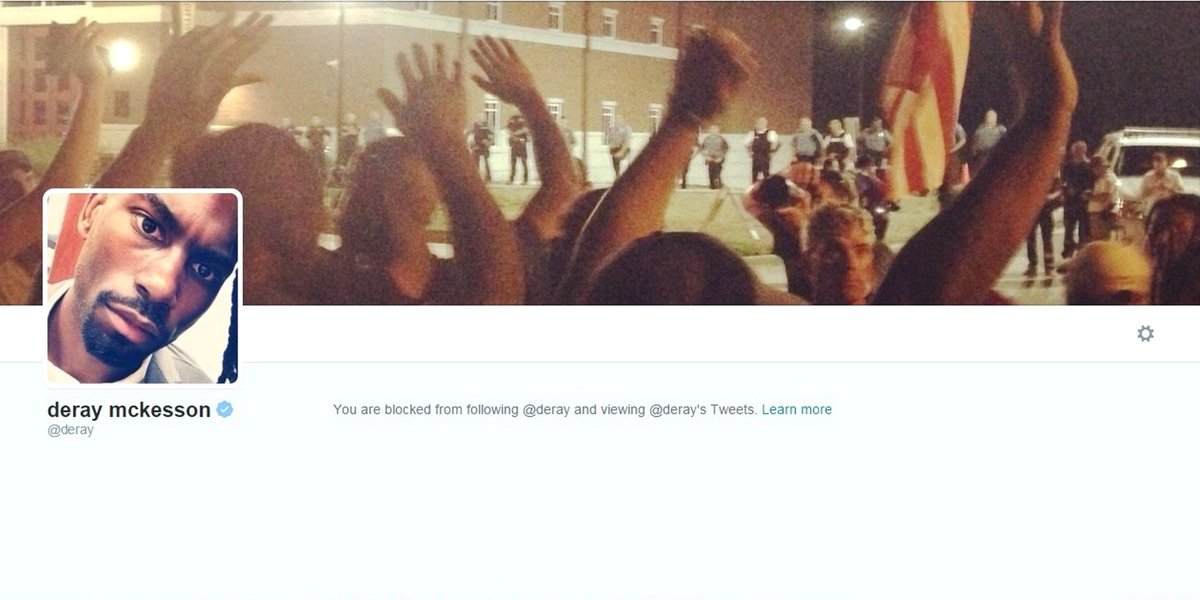 deray mckesson
@deray
You are blocked from following @deray and viewing @deray's Tweets. Learn more